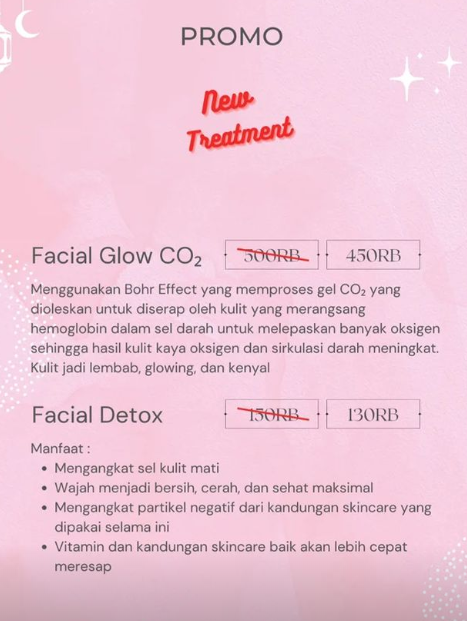 PROMO
New
Treatment
Facial Glow CO₂ 500RB 450RB
Menggunakan Bohr Effect yang memproses gel CO₂ yang
dioleskan untuk diserap oleh kulit yang merangsang
hemoglobin dalam sel darah untuk melepaskan banyak oksigen
sehingga hasil kulit kaya oksigen dan sirkulasi darah meningkat.
Kulit jadi lembab, glowing, dan kenyal
Facial Detox 150RB 130RB
Manfaat :
• Mengangkat sel kulit mati
• Wajah menjadi bersih, cerah, dan sehat maksimal
• Mengangkat partikel negatif dari kandungan skincare yang
dipakai selama ini
• Vitamin dan kandungan skincare baik akan lebih cepat
meresap